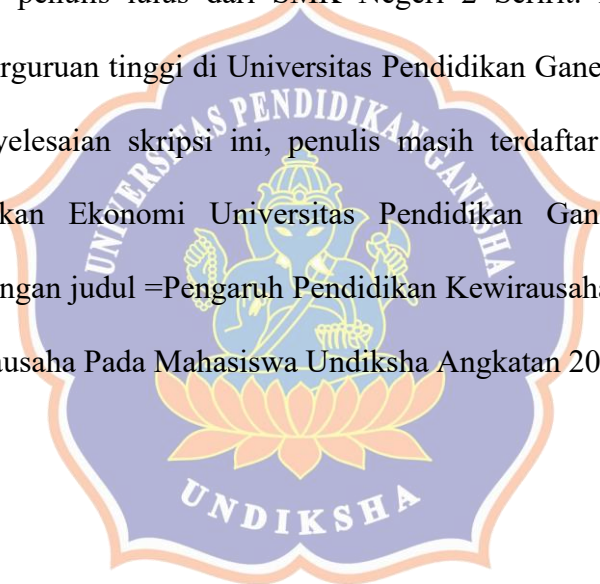 penulis lulus dari SMK Negeri 2 Seririt.
rguruan tinggi di Universitas Pendidikan Gane
yelesaian skripsi ini, penulis masih terdaftar
kan Ekonomi Universitas Pendidikan Gan
ngan judul =Pengaruh Pendidikan Kewirausaha
ausaha Pada Mahasiswa Undiksha Angkatan 20
UNIVERSITAS PENDIDIKAN GANESHA
UNDIKSHA